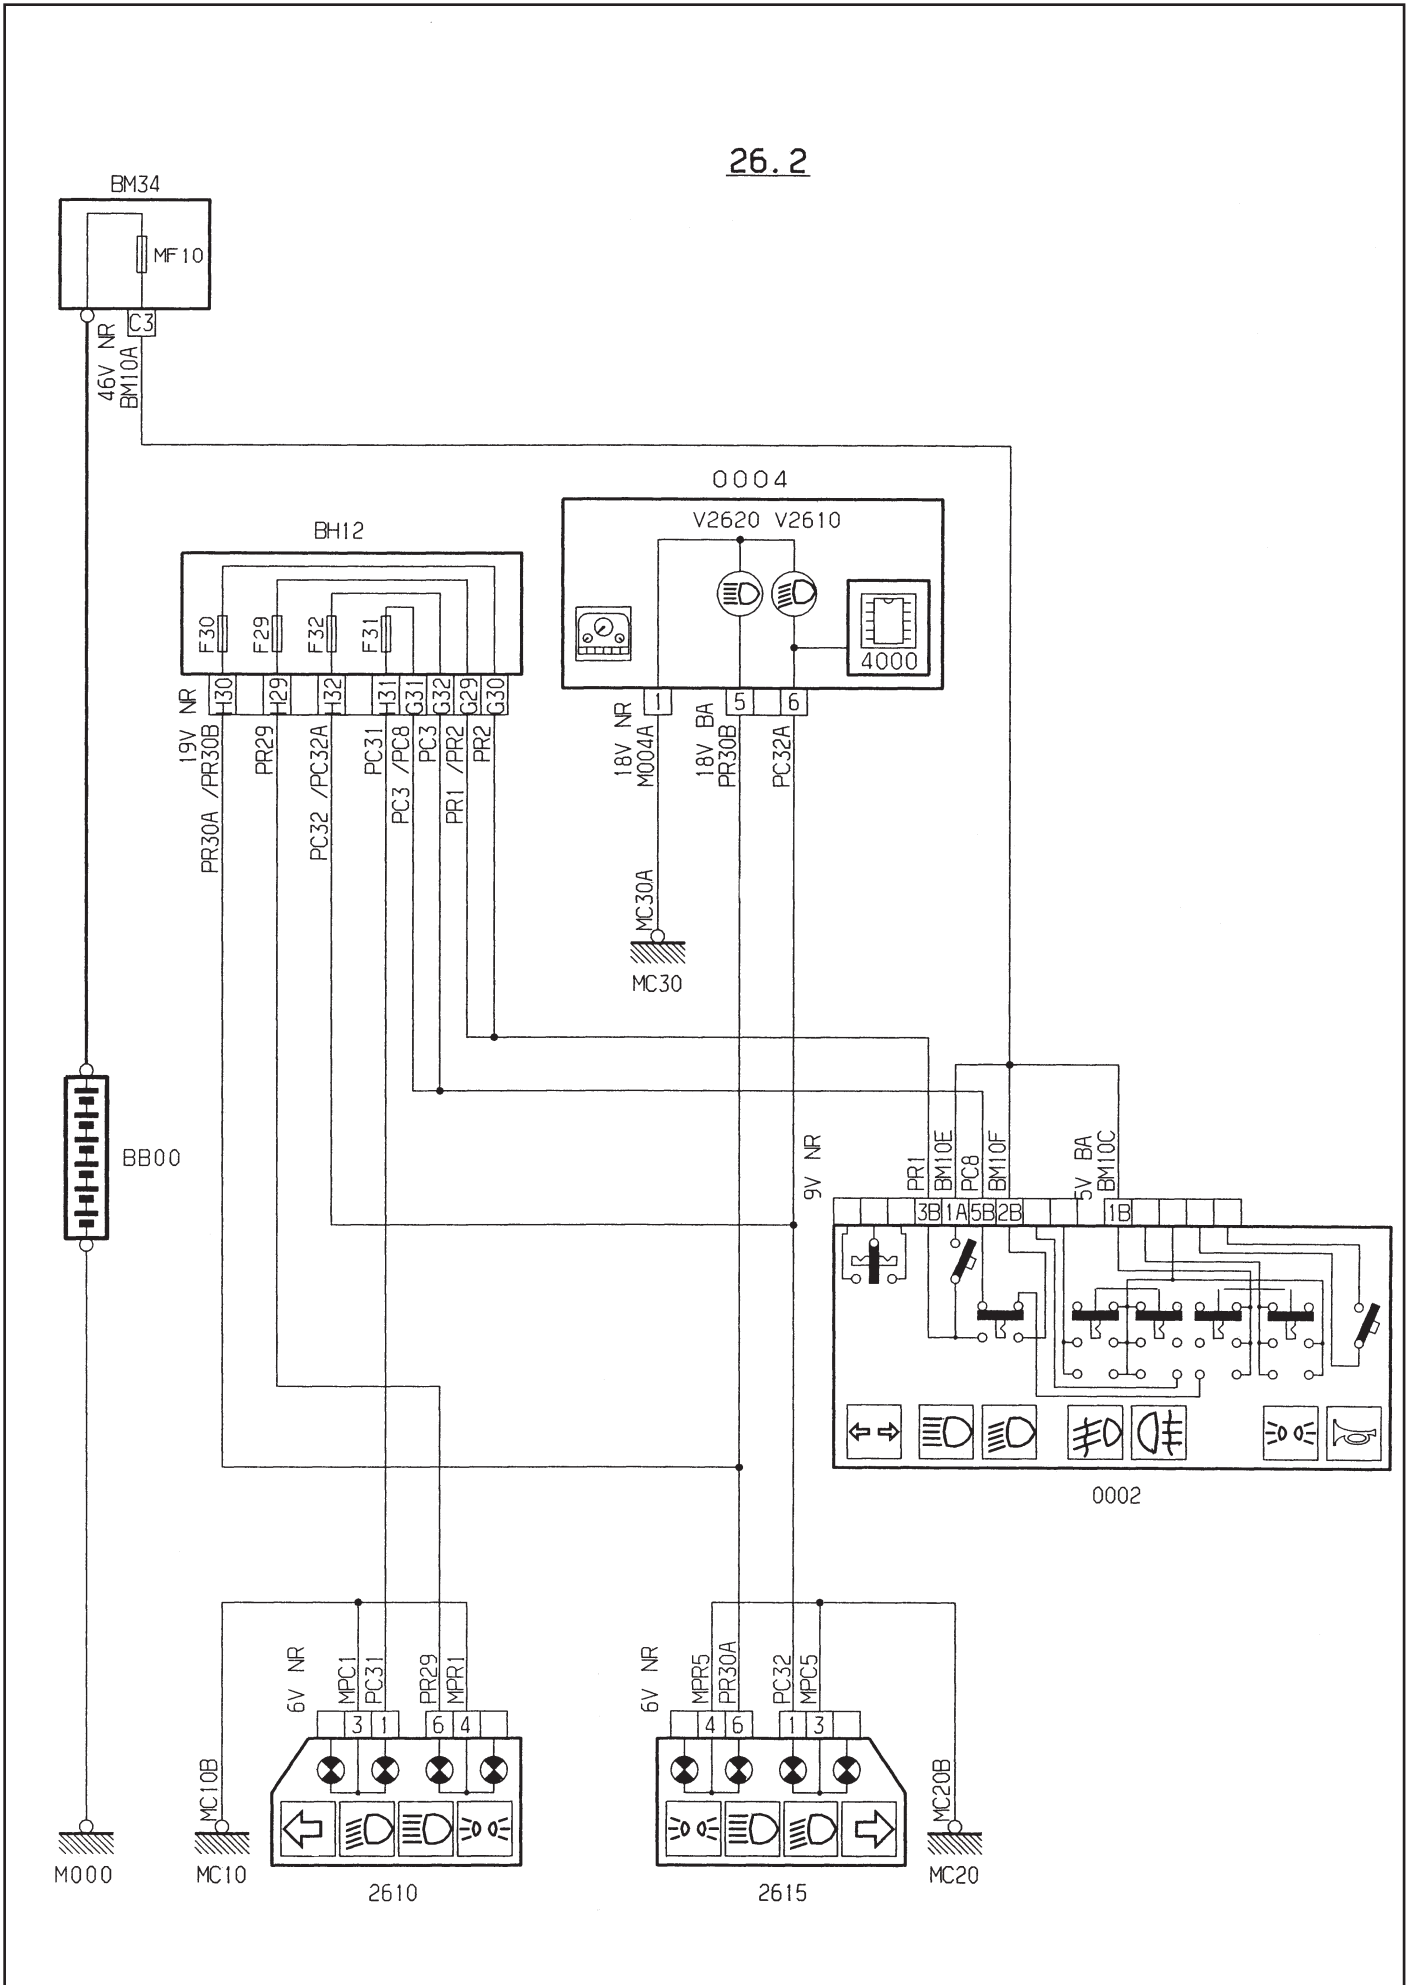 26.2
BM34
MF10
C3
46V NR
BM10A
0004
V2620 V2610
4000
BH12
F30
F29
F32
F31
H30
H29
H32
H31
G31
G32
G29
G30
1
5
6
19V NR
PR30A /PR30B
PR29
PC32 /PC32A
PC31
PC3 /PC8
PC3
PR1 /PR2
PR2
18V NR
M004A
18V BA
PR30B
PC32A
MC30A
MC30
BB00
9V NR
PR1
BM10E
PC8
BM10F
5V BA
BM10C
3B
1A
5B
2B
1B
0002
6V NR
MPC1
PC31
PR29
MPR1
6V NR
MPR5
PR30A
PC32
MPC5
3
1
6
4
4
6
1
3
MC10B
MC20B
M000
MC10
2610
2615
MC20